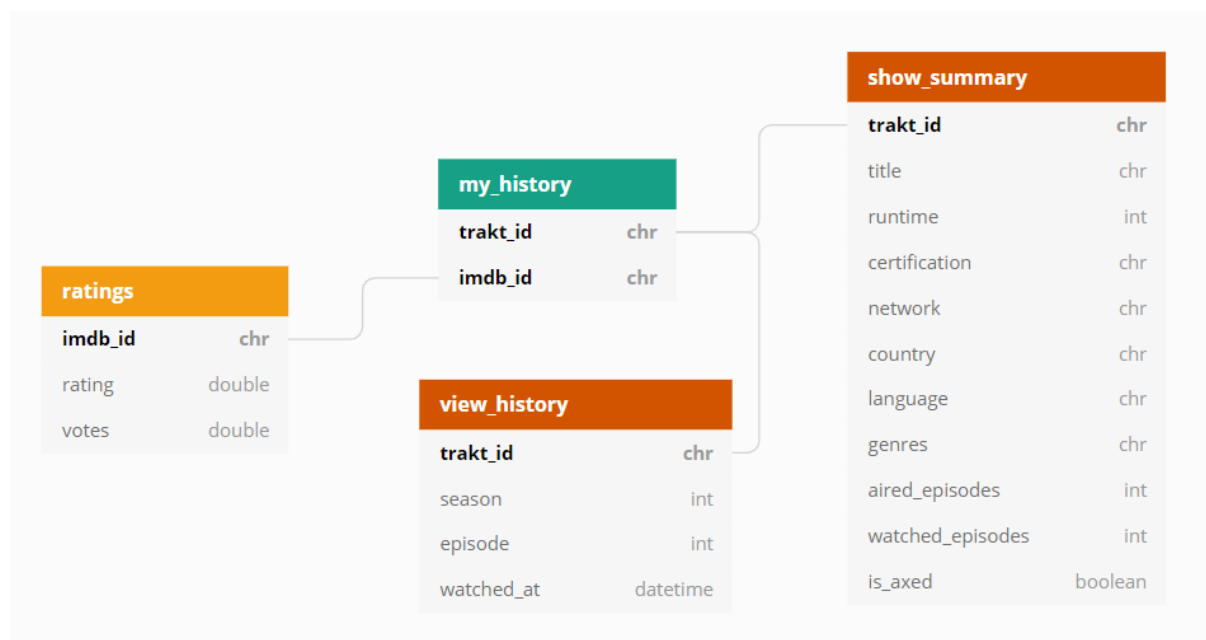 ratings
imdb_id chr
rating double
votes double
my_history
trakt_id chr
imdb_id chr
view_history
trakt_id chr
season int
episode int
watched_at datetime
show_summary
trakt_id chr
title chr
runtime int
certification chr
network chr
country chr
language chr
genres chr
aired_episodes int
watched_episodes int
is_axed boolean